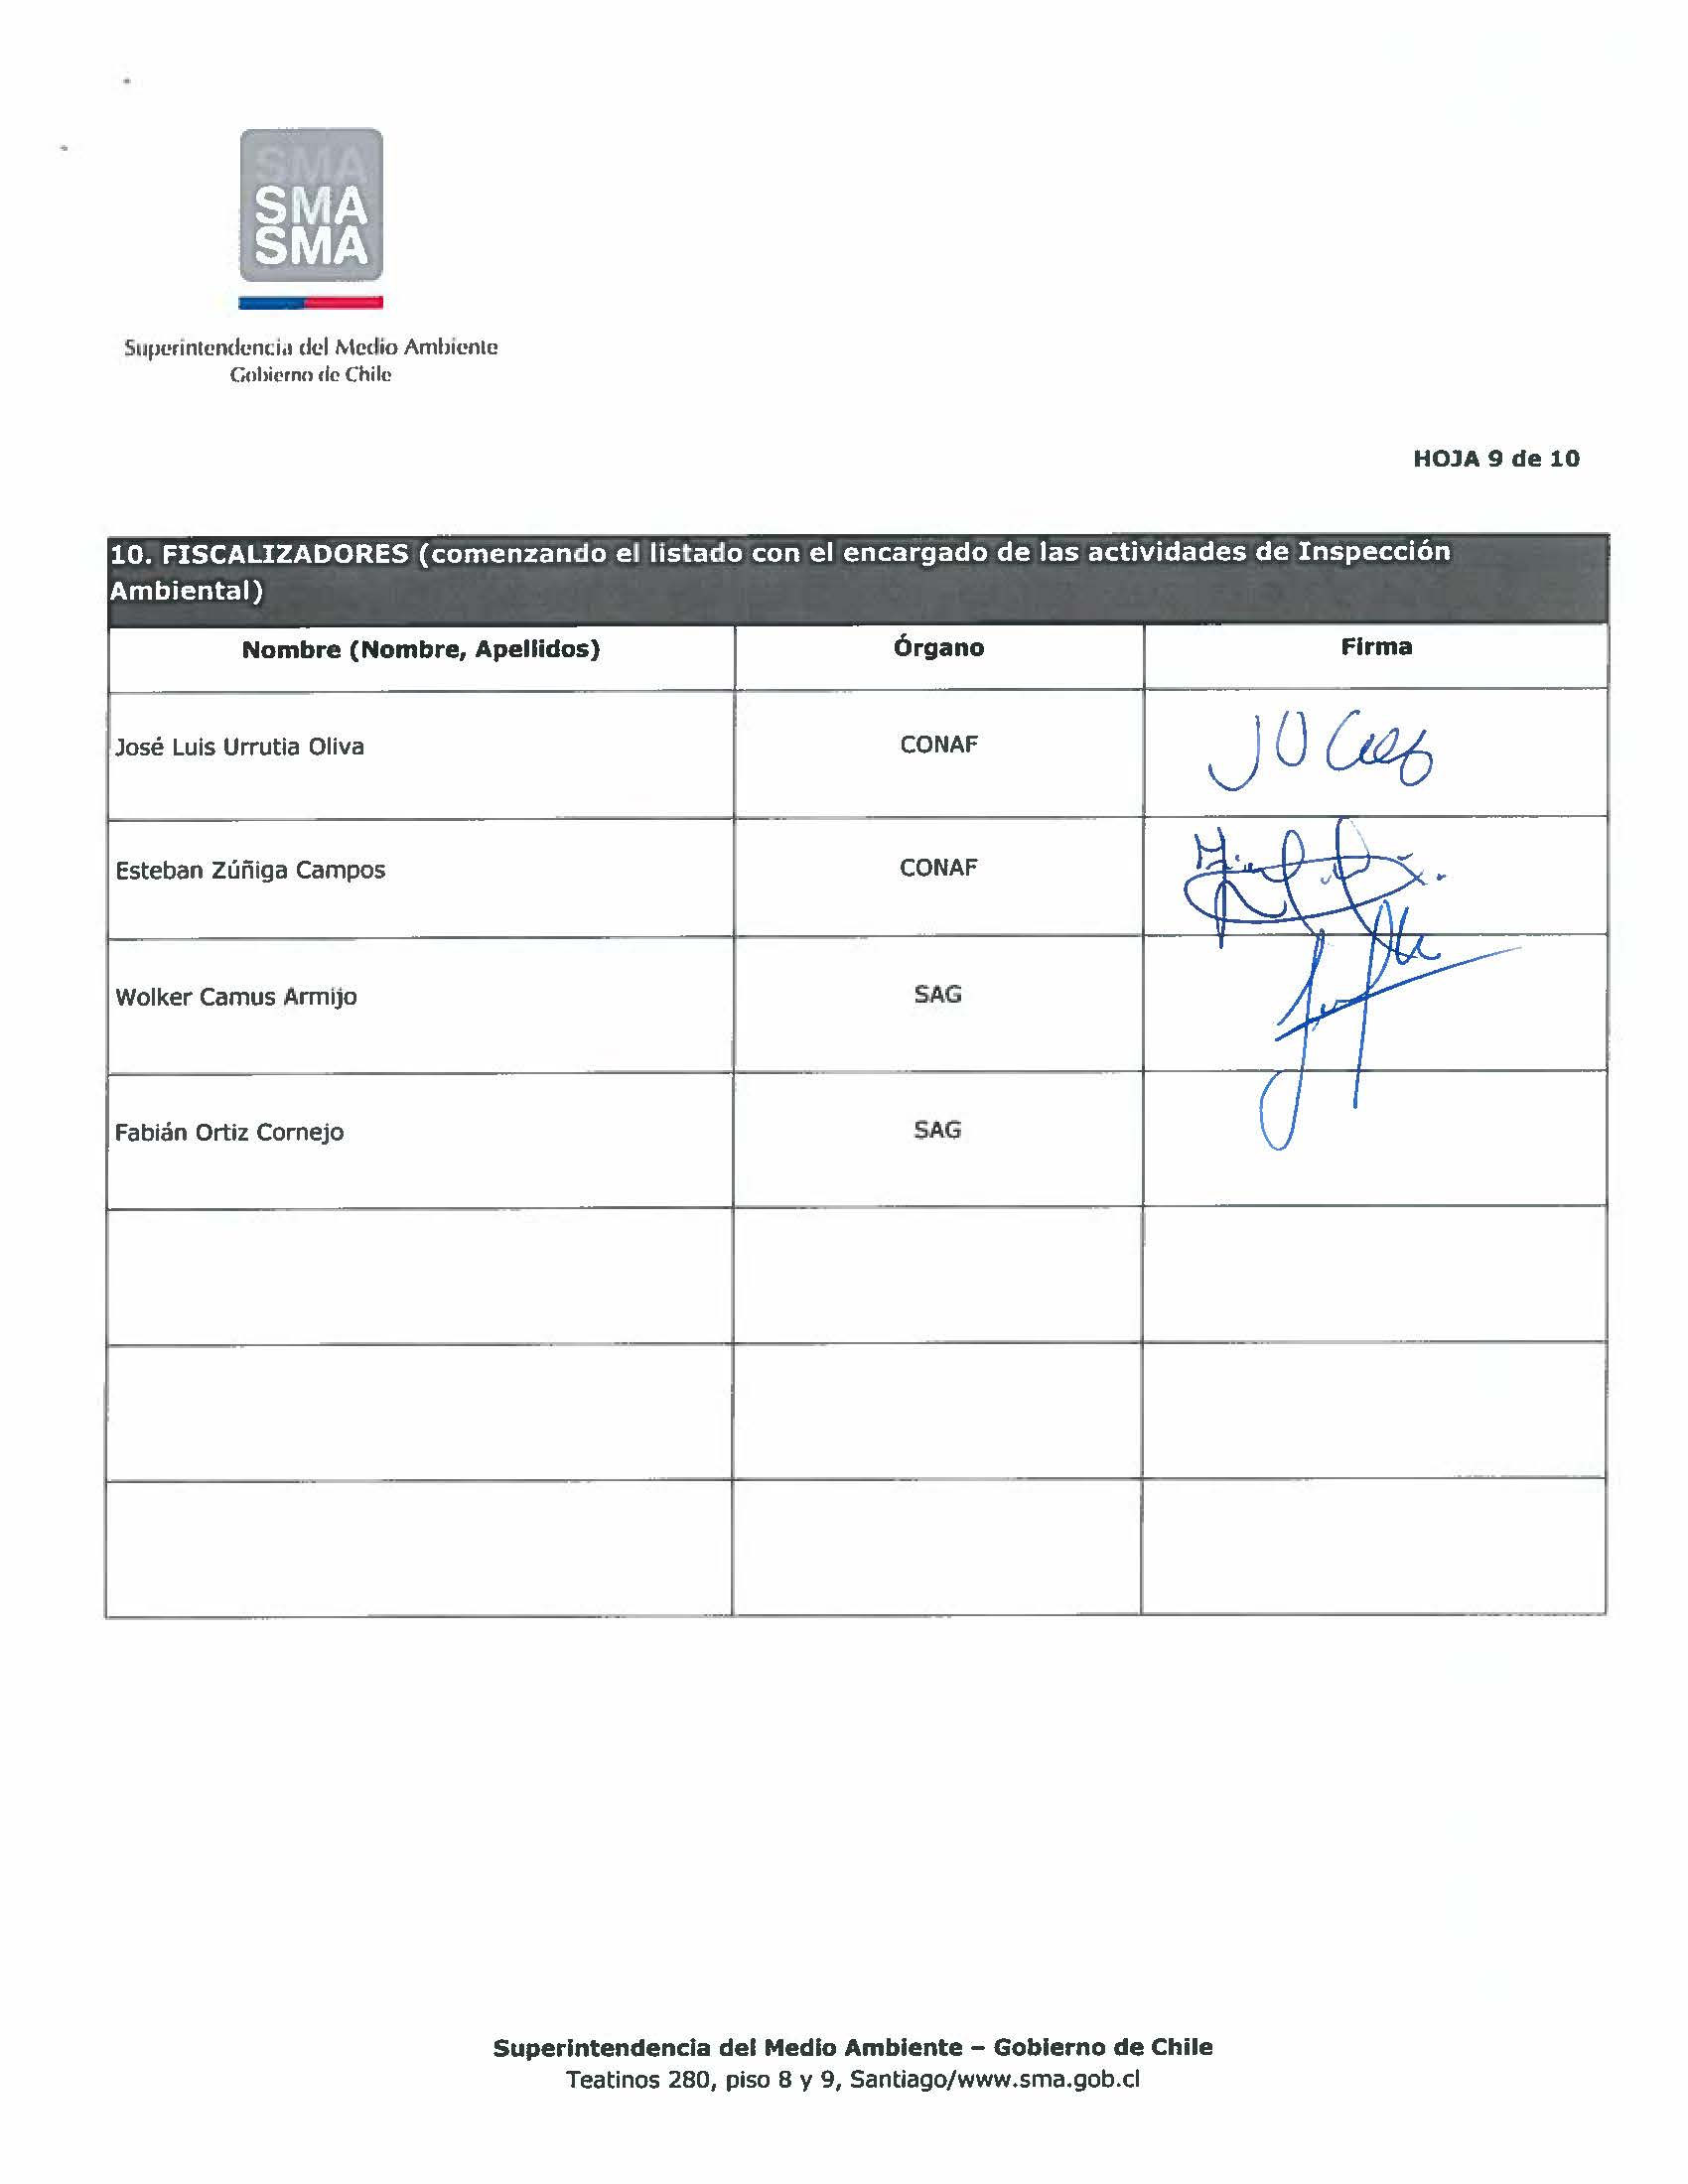 SMA
SMA
SMA
Superintendencia del Medio Ambiente
Gobierno de Chile
HOJA 9 de 10
10. FISCALIZADORES (comenzando el listado con el encargado de las actividades de Inspección
Ambiental)
Nombre (Nombre, Apellidos) Órgano Firma
José Luis Urrutia Oliva CONAF
Esteban Zúñiga Campos CONAF
Wolker Camus Armijo SAG
Fabián Ortiz Cornejo SAG
Superintendencia del Medio Ambiente – Gobierno de Chile
Teatinos 280, piso 8 y 9, Santiago/www.sma.gob.cl